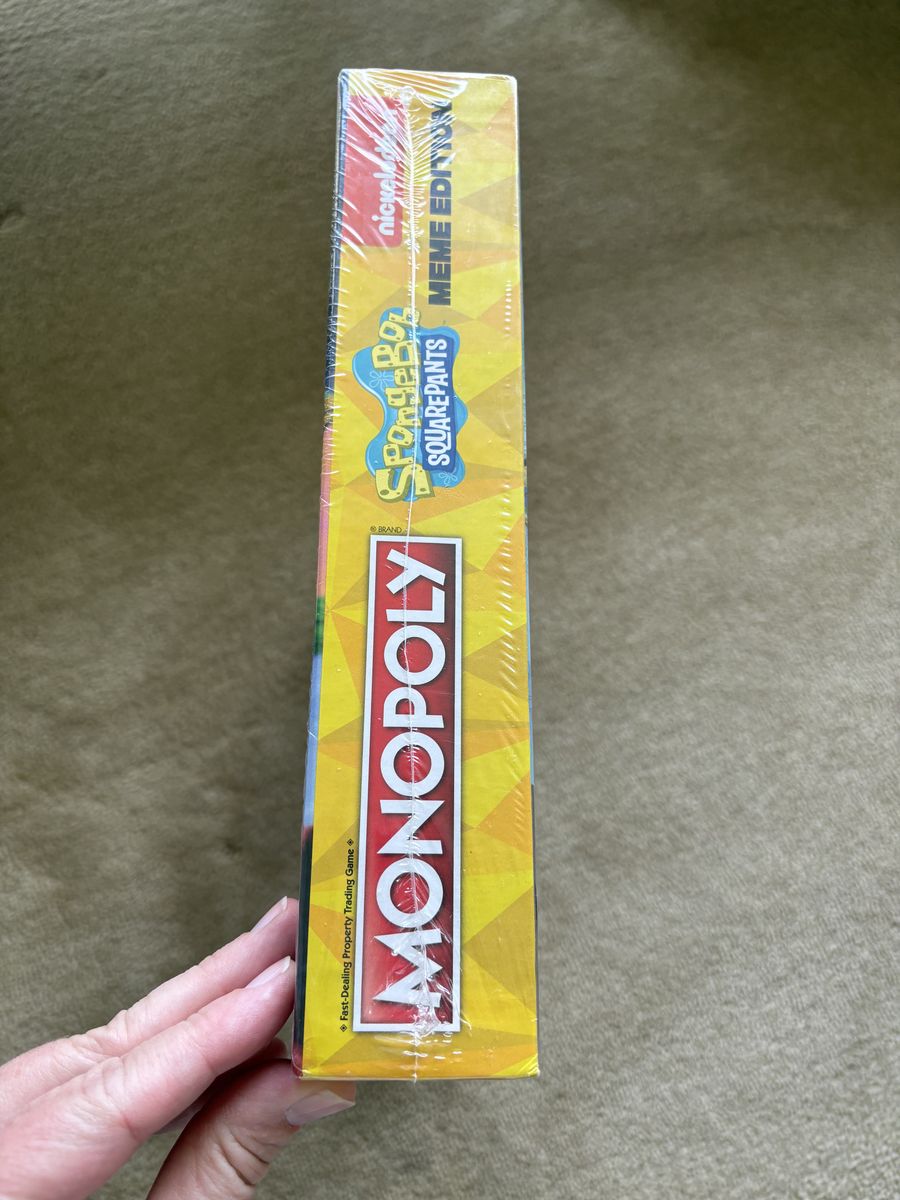 ◈ Fast-Dealing Property Trading Game ◈
MONOPOLY
® BRAND
SPONGEBOB
SQUAREPANTS
nickelodeon
MEME EDITION